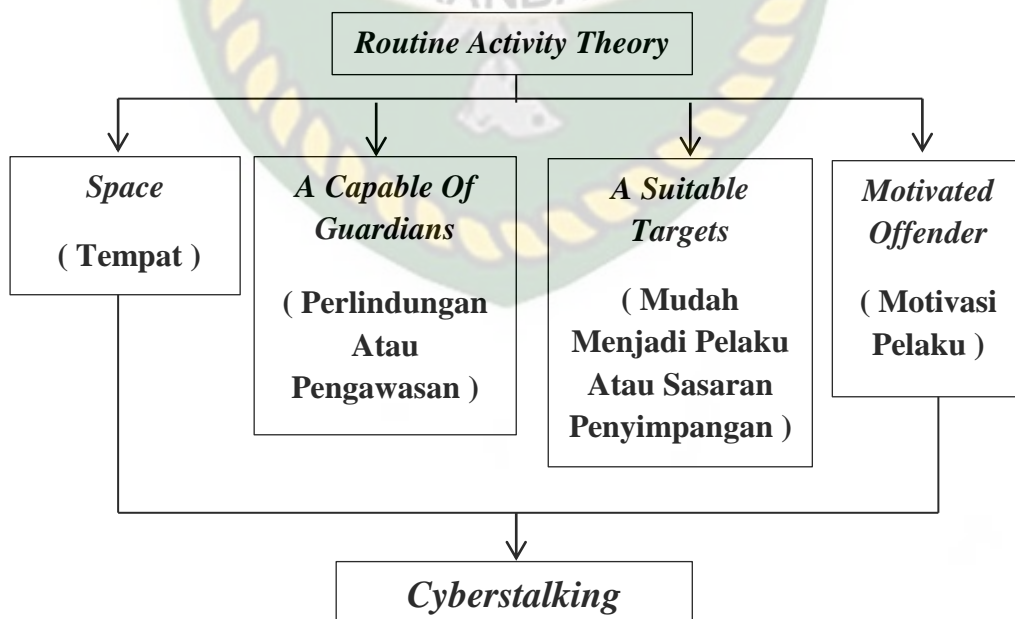 Routine Activity Theory
Space
( Tempat )
A Capable Of
Guardians
( Perlindungan
Atau
Pengawasan )
A Suitable
Targets
( Mudah
Menjadi Pelaku
Atau Sasaran
Penyimpangan )
Motivated
Offender
( Motivasi
Pelaku )
Cyberstalking